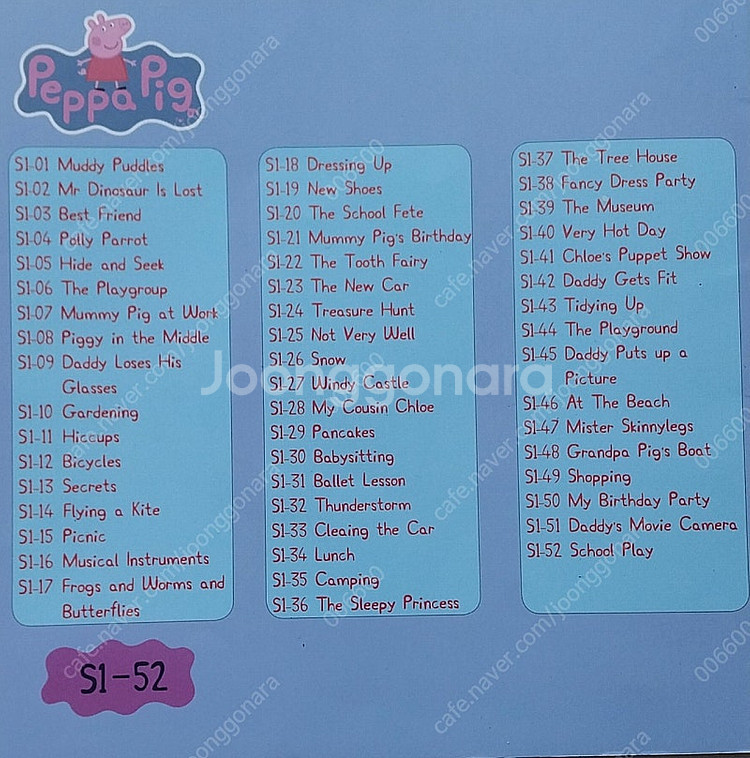 Peppa Pig
S1-01 Muddy Puddles
S1-02 Mr Dinosaur Is Lost
S1-03 Best Friend
S1-04 Polly Parrot
S1-05 Hide and Seek
S1-06 The Playgroup
S1-07 Mummy Pig at Work
S1-08 Piggy in the Middle
S1-09 Daddy Loses His
Glasses
S1-10 Gardening
S1-11 Hiccups
S1-12 Bicycles
S1-13 Secrets
S1-14 Flying a Kite
S1-15 Picnic
S1-16 Musical Instruments
S1-17 Frogs and Worms and
Butterflies
S1-18 Dressing Up
S1-19 New Shoes
S1-20 The School Fete
S1-21 Mummy Pig's Birthday
S1-22 The Tooth Fairy
S1-23 The New Car
S1-24 Treasure Hunt
S1-25 Not Very Well
S1-26 Snow
S1-27 Windy Castle
S1-28 My Cousin Chloe
S1-29 Pancakes
S1-30 Babysitting
S1-31 Ballet Lesson
S1-32 Thunderstorm
S1-33 Cleaing the Car
S1-34 Lunch
S1-35 Camping
S1-36 The Sleepy Princess
S1-37 The Tree House
S1-38 Fancy Dress Party
S1-39 The Museum
S1-40 Very Hot Day
S1-41 Chloe's Puppet Show
S1-42 Daddy Gets Fit
S1-43 Tidying Up
S1-44 The Playground
S1-45 Daddy Puts up a
Picture
S1-46 At The Beach
S1-47 Mister Skinnylegs
S1-48 Grandpa Pig's Boat
S1-49 Shopping
S1-50 My Birthday Party
S1-51 Daddy's Movie Camera
S1-52 School Play
S1-52
Joonggonara
cafe.naver.com/joonggonara
006600